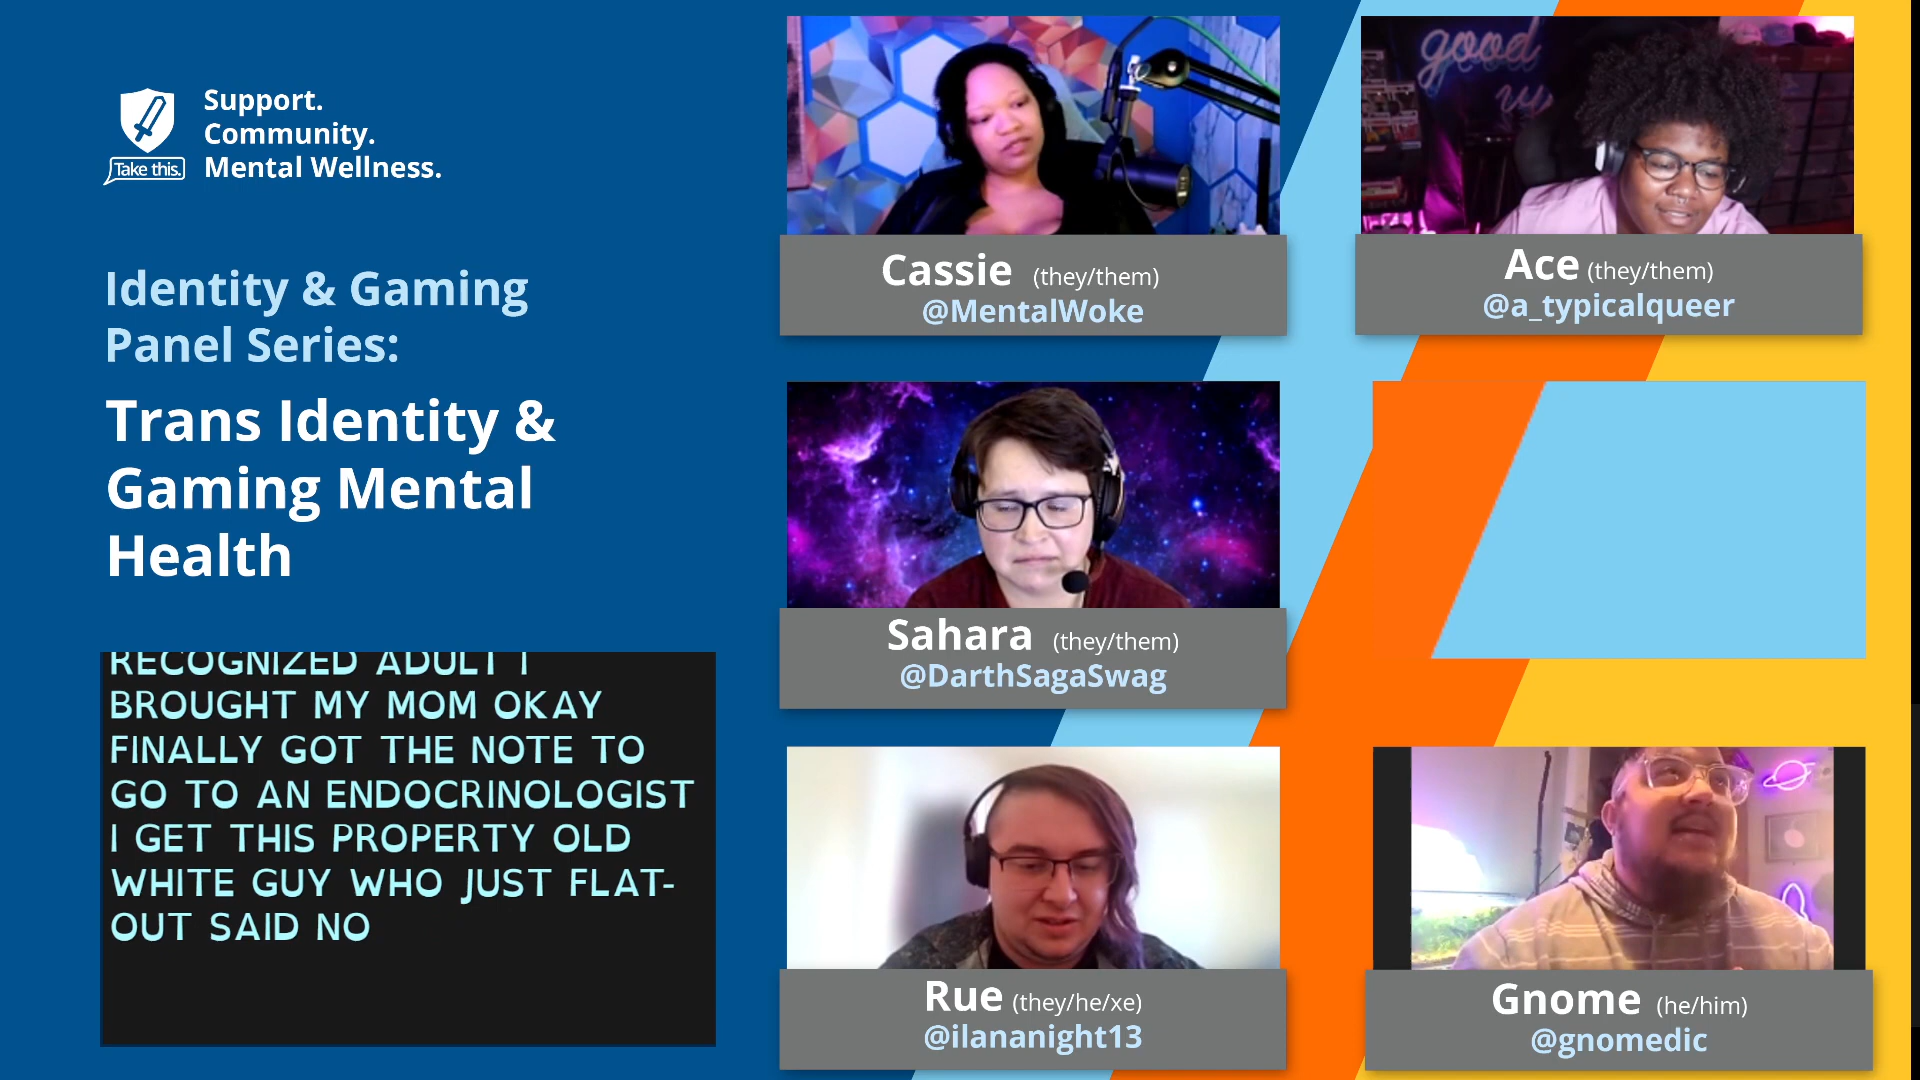 Support.
Community.
Mental Wellness.
Take this.
Identity & Gaming
Panel Series:
Trans Identity &
Gaming Mental
Health
RECOGNIZED ADULT I
BROUGHT MY MOM OKAY
FINALLY GOT THE NOTE TO
GO TO AN ENDOCRINOLOGIST
I GET THIS PROPERTY OLD
WHITE GUY WHO JUST FLAT-
OUT SAID NO
Cassie (they/them)
@MentalWoke
good
Ace (they/them)
@a_typicalqueer
Sahara (they/them)
@DarthSagaSwag
Rue (they/he/xe)
@ilananight13
Gnome (he/him)
@gnomedic